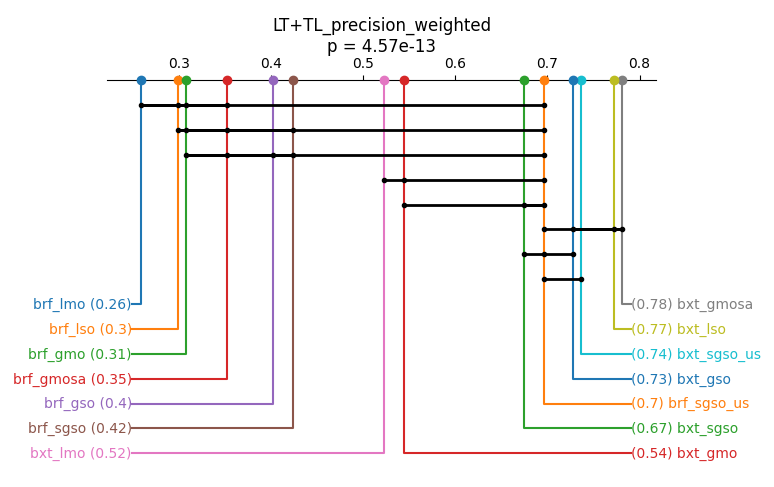 LT+TL_precision_weighted
p = 4.57e-13
0.3 0.4 0.5 0.6 0.7 0.8
brf_lmo (0.26) (0.78) bxt_gmosa
brf_lso (0.3) (0.77) bxt_lso
brf_gmo (0.31) (0.74) bxt_sgso_us
brf_gmosa (0.35) (0.73) bxt_gso
brf_gso (0.4) (0.7) brf_sgso_us
brf_sgso (0.42) (0.67) bxt_sgso
bxt_lmo (0.52) (0.54) bxt_gmo